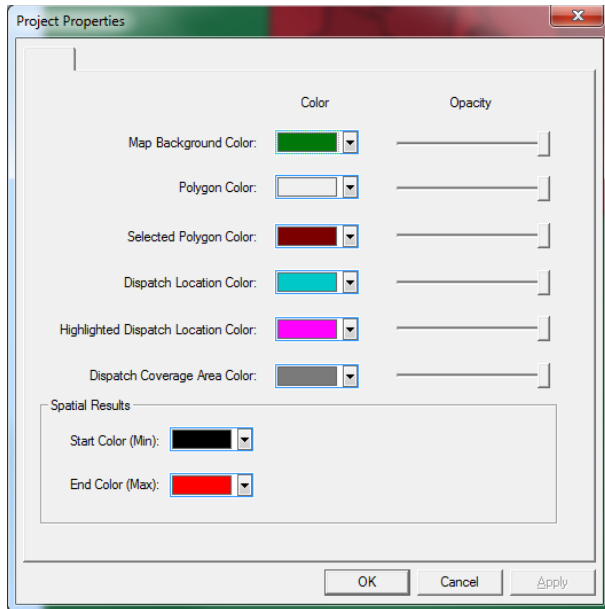 Project Properties
Color Opacity
Map Background Color:
Polygon Color:
Selected Polygon Color:
Dispatch Location Color:
Highlighted Dispatch Location Color:
Dispatch Coverage Area Color:
Spatial Results
Start Color (Min):
End Color (Max):
OK Cancel Apply